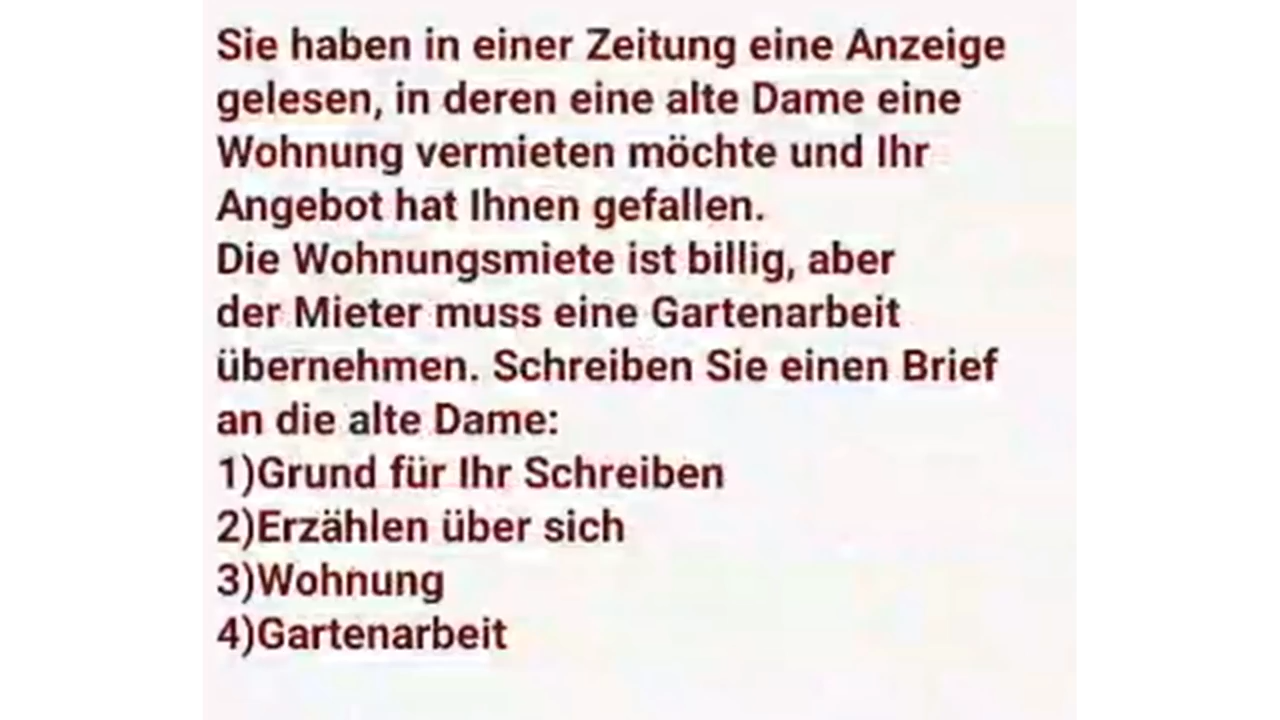 Sie haben in einer Zeitung eine Anzeige
gelesen, in deren eine alte Dame eine
Wohnung vermieten möchte und Ihr
Angebot hat Ihnen gefallen.
Die Wohnungsmiete ist billig, aber
der Mieter muss eine Gartenarbeit
übernehmen. Schreiben Sie einen Brief
an die alte Dame:
1)Grund für Ihr Schreiben
2)Erzählen über sich
3)Wohnung
4)Gartenarbeit